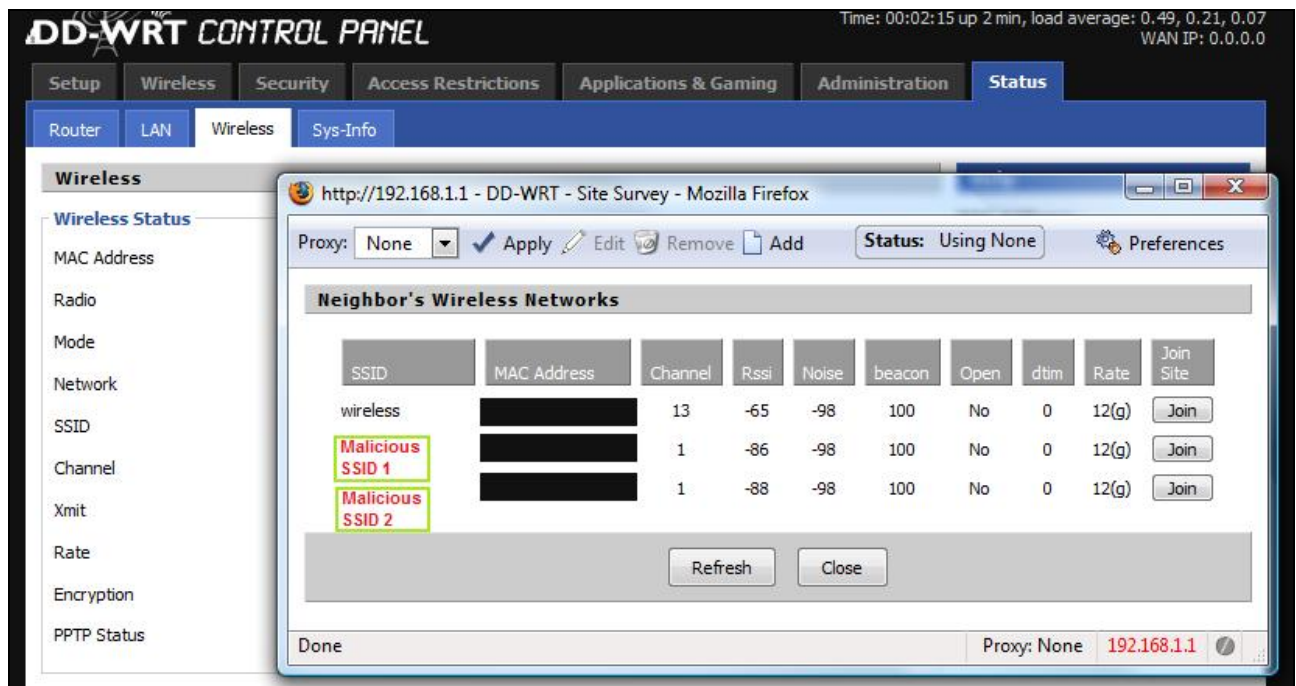 DD-WRT CONTROL PANEL
Time: 00:02:15 up 2 min, load average: 0.49, 0.21, 0.07
WAN IP: 0.0.0.0
Setup Wireless Security Access Restrictions Applications & Gaming Administration Status
Router LAN Wireless Sys-Info
Wireless
Wireless Status
MAC Address
Radio
Mode
Network
SSID
Channel
Xmit
Rate
Encryption
PPTP Status
http://192.168.1.1 - DD-WRT - Site Survey - Mozilla Firefox
Proxy: None Apply Edit Remove Add Status: Using None Preferences
Neighbor's Wireless Networks
SSID MAC Address Channel Rssi Noise beacon Open dtim Rate Join Site
wireless 13 -65 -98 100 No 0 12(g) Join
Malicious SSID 1 1 -86 -98 100 No 0 12(g) Join
Malicious SSID 2 1 -88 -98 100 No 0 12(g) Join
Refresh Close
Done Proxy: None 192.168.1.1